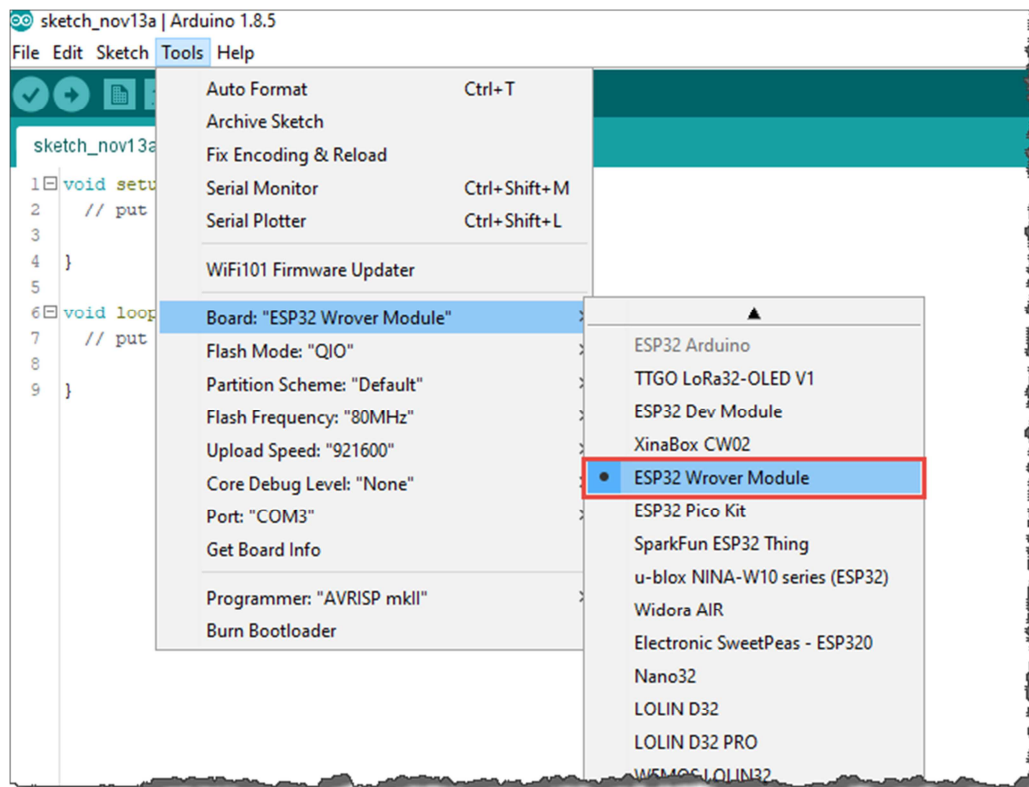 sketch_nov13a | Arduino 1.8.5
File Edit Sketch Tools Help
sketch_nov13a
Auto Format Ctrl+T
Archive Sketch
Fix Encoding & Reload
Serial Monitor Ctrl+Shift+M
Serial Plotter Ctrl+Shift+L
WiFi101 Firmware Updater
Board: "ESP32 Wrover Module"
Flash Mode: "QIO"
Partition Scheme: "Default"
Flash Frequency: "80MHz"
Upload Speed: "921600"
Core Debug Level: "None"
Port: "COM3"
Get Board Info
Programmer: "AVRISP mkII"
Burn Bootloader
1 void setu
2 // put
3
4 }
5
6 void loop
7 // put
8
9 }
ESP32 Arduino
TTGO LoRa32-OLED V1
ESP32 Dev Module
XinaBox CW02
ESP32 Wrover Module
ESP32 Pico Kit
SparkFun ESP32 Thing
u-blox NINA-W10 series (ESP32)
Widora AIR
Electronic SweetPeas - ESP320
Nano32
LOLIN D32
LOLIN D32 PRO
WEMOS LOLIN32